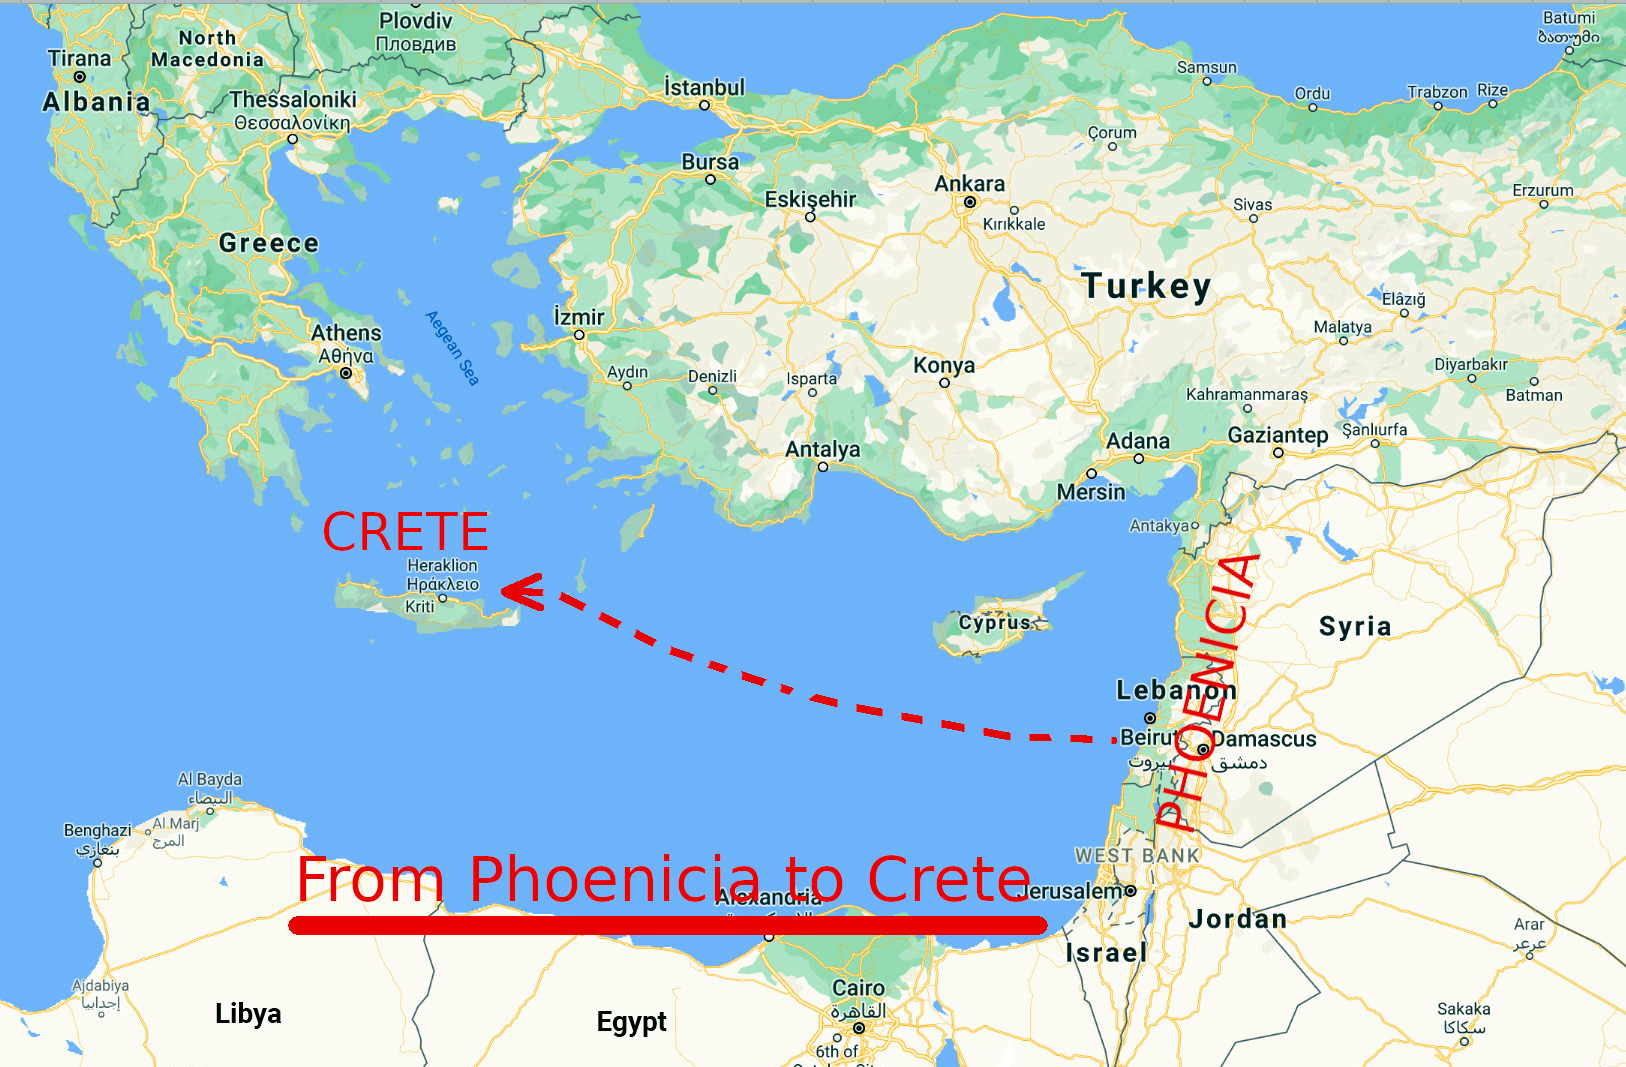 Plovdiv
Пловдив
Batumi
ბათუმი
North
Macedonia
Tirana
Albania
Thessaloniki
Θεσσαλονίκη
İstanbul
Samsun
Ordu
Trabzon
Rize
Çorum
Bursa
Eskişehir
Ankara
Kırıkkale
Sivas
Erzurum
Greece
Turkey
Elâzığ
Malatya
Athens
Αθήνα
Aegean Sea
İzmir
Aydın
Denizli
Isparta
Konya
Diyarbakır
Batman
Kahramanmaraş
Gaziantep
Şanlıurfa
Adana
Antalya
Mersin
Antakya
CRETE
Heraklion
Ηράκλειο
Kriti
Cyprus
Syria
PHOENICIA
Lebanon
Beirut
بيروت
Damascus
دمشق
Al Bayda
البيضاء
Benghazi
بنغازي
Al Marj
المرج
WEST BANK
From Phoenicia to Crete
Alexandria
Jerusalem
Jordan
Israel
Arar
عرعر
Ajdabiya
إجدابيا
Libya
Egypt
Cairo
القاهرة
Sakaka
سكاكا
6th of